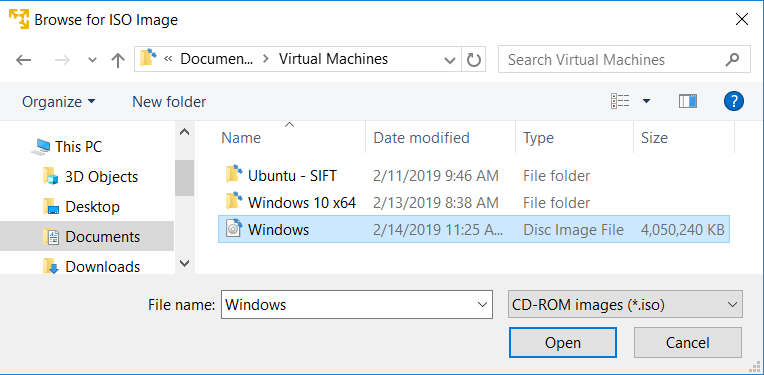 Browse for ISO Image
« Documen... > Virtual Machines
Search Virtual Machines
Organize New folder
?
Name Date modified Type Size
This PC
3D Objects
Desktop
Documents
Downloads
Ubuntu - SIFT 2/11/2019 9:46 AM File folder
Windows 10 x64 2/13/2019 8:38 AM File folder
Windows 2/14/2019 11:25 A... Disc Image File 4,050,240 KB
File name: Windows CD-ROM images (*.iso)
Open Cancel